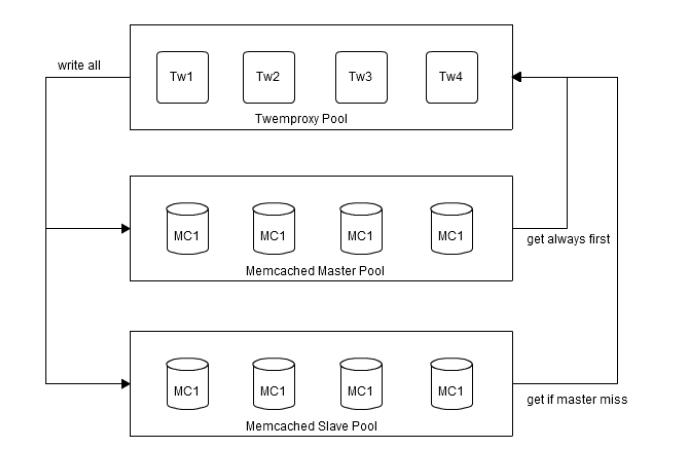 write all
Tw1 Tw2 Tw3 Tw4
Twemproxy Pool
MC1 MC1 MC1 MC1
get always first
Memcached Master Pool
MC1 MC1 MC1 MC1
get if master miss
Memcached Slave Pool